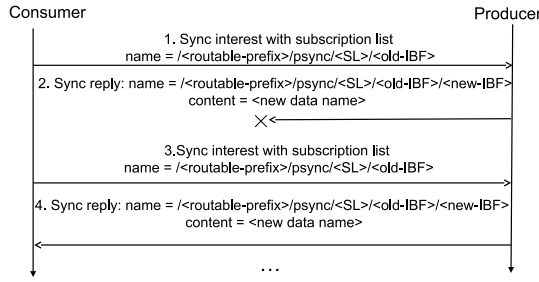 Consumer
Producer
1. Sync interest with subscription list
name = /<routable-prefix>/psync/<SL>/<old-IBF>
2. Sync reply: name = /<routable-prefix>/psync/<SL>/<old-IBF>/<new-IBF>
content = <new data name>
3.Sync interest with subscription list
name = /<routable-prefix>/psync/<SL>/<old-IBF>
4. Sync reply: name = /<routable-prefix>/psync/<SL>/<old-IBF>/<new-IBF>
content = <new data name>
...